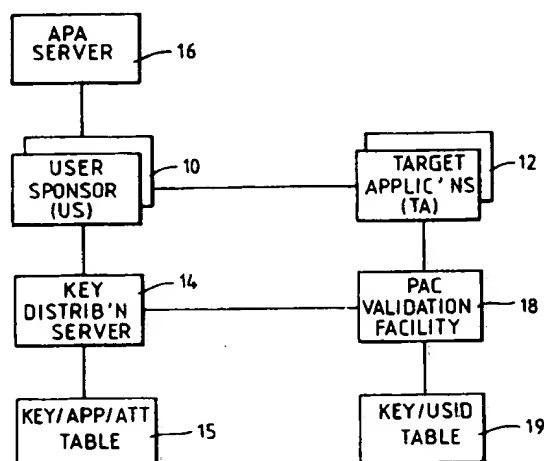 APA
SERVER
16
USER
SPONSOR
(US)
10
TARGET
APPLIC'NS
(TA)
12
KEY
DISTRIB'N
SERVER
14
PAC
VALIDATION
FACILITY
18
KEY/APP/ATT
TABLE
15
KEY/USID
TABLE
19